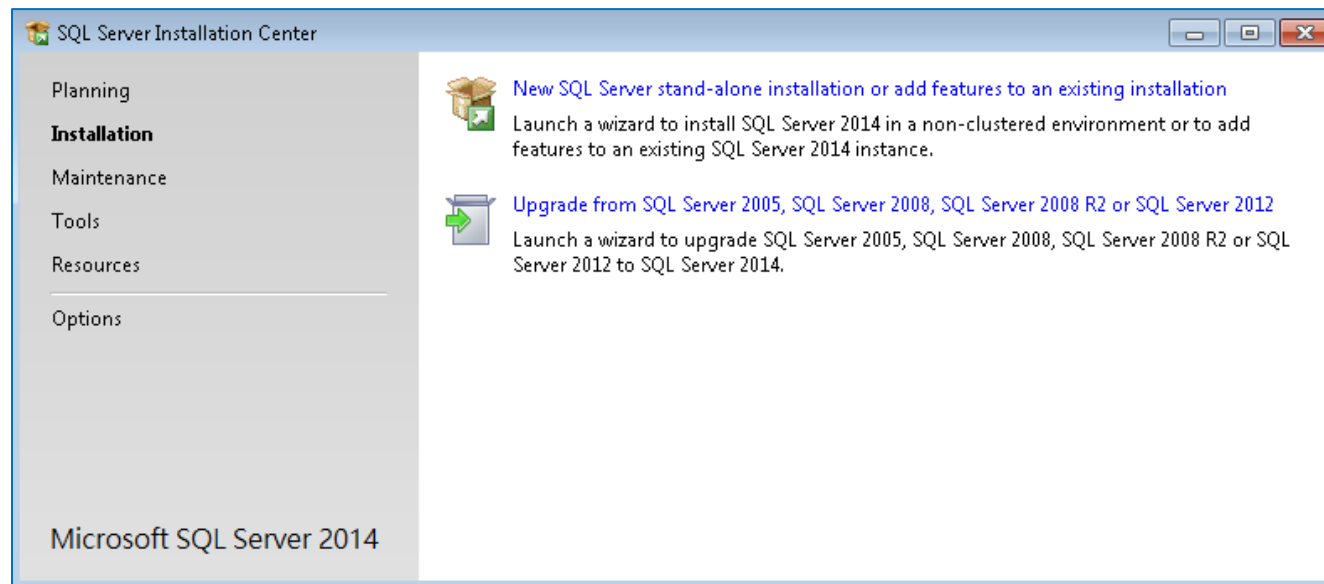 SQL Server Installation Center
Planning
Installation
Maintenance
Tools
Resources
Options
Microsoft SQL Server 2014
New SQL Server stand-alone installation or add features to an existing installation
Launch a wizard to install SQL Server 2014 in a non-clustered environment or to add
features to an existing SQL Server 2014 instance.
Upgrade from SQL Server 2005, SQL Server 2008, SQL Server 2008 R2 or SQL Server 2012
Launch a wizard to upgrade SQL Server 2005, SQL Server 2008, SQL Server 2008 R2 or SQL
Server 2012 to SQL Server 2014.